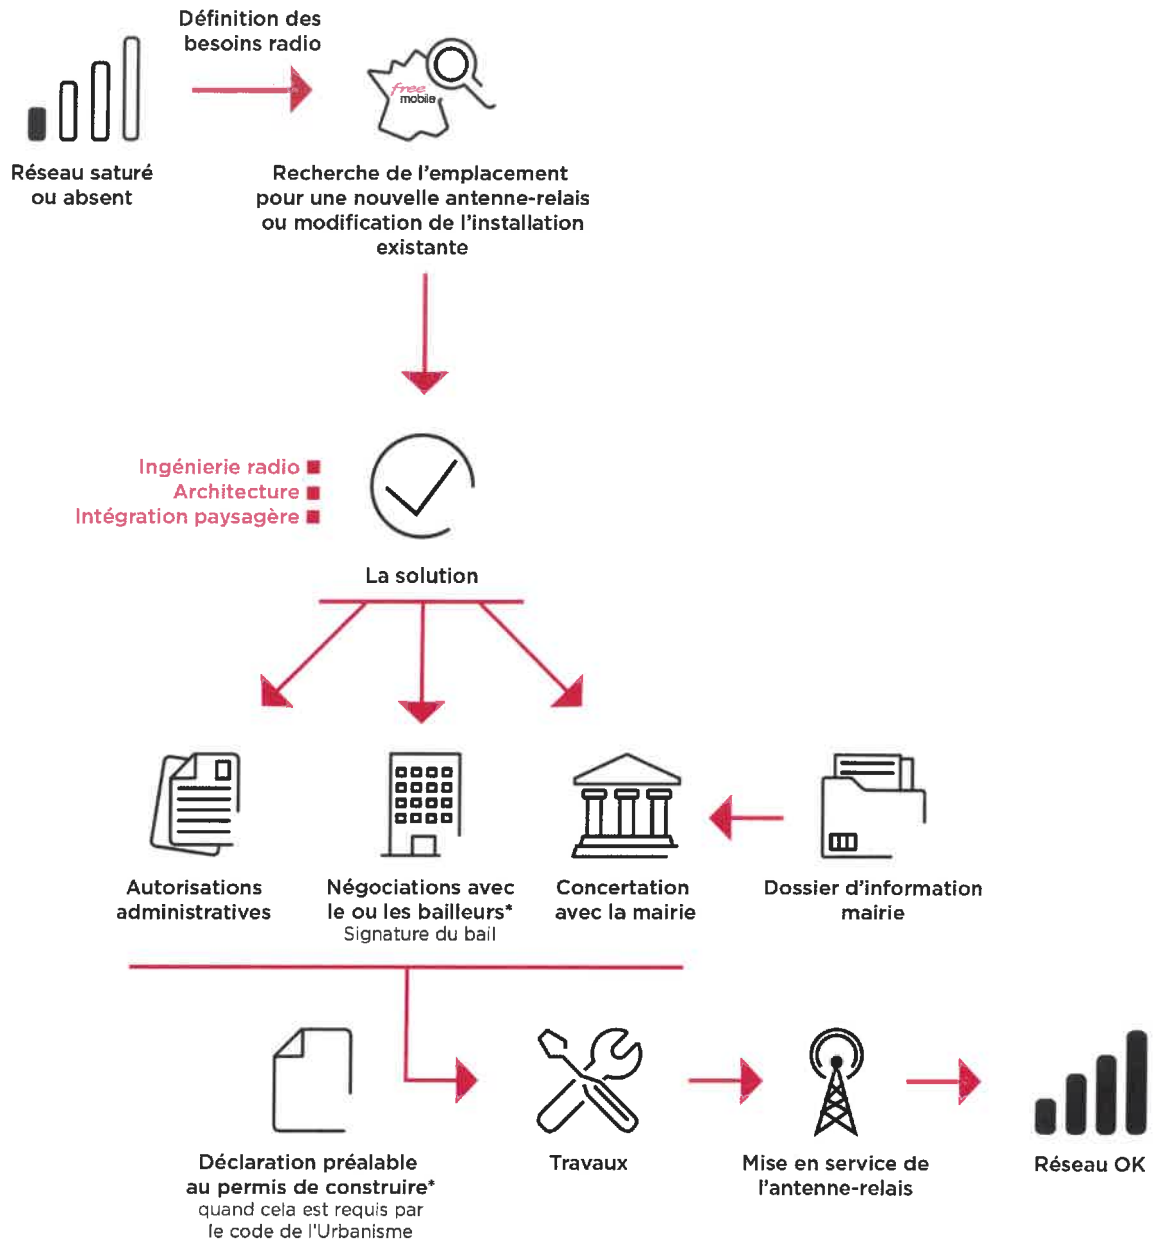 Définition des
besoins radio
free
mobile
Réseau saturé
ou absent
Recherche de l'emplacement
pour une nouvelle antenne-relais
ou modification de l'installation
existante
Ingénierie radio
Architecture
Intégration paysagère
La solution
Autorisations
administratives
Négociations avec
le ou les bailleurs*
Signature du bail
Concertation
avec la mairie
Dossier d'information
mairie
Déclaration préalable
au permis de construire*
quand cela est requis par
le code de l'Urbanisme
Travaux
Mise en service de
l'antenne-relais
Réseau OK